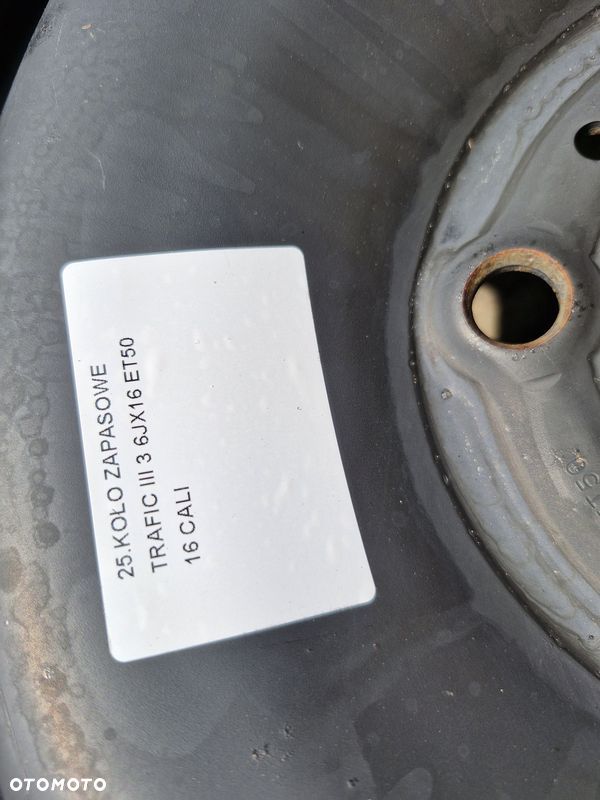 25.KOŁO ZAPASOWE
TRAFIC III 3 6JX16 ET50
16 CALI
OTOMOTO